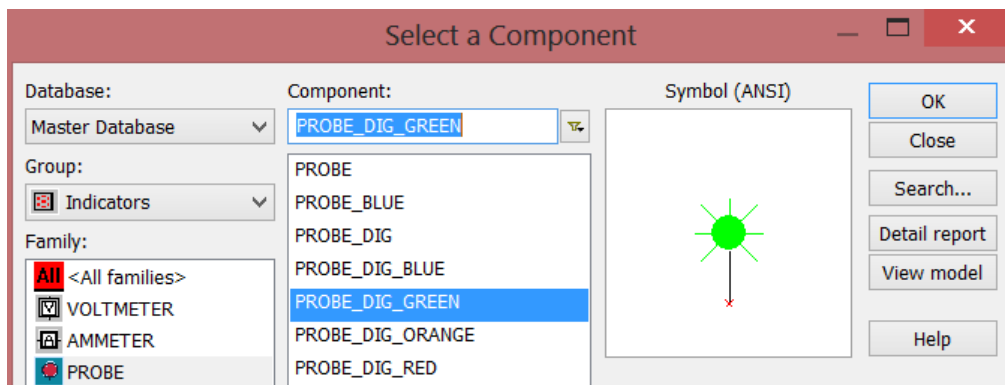 Select a Component
Database:
Master Database
Group:
Indicators
Family:
All <All families>
V VOLTMETER
A AMMETER
PROBE
Component:
PROBE_DIG_GREEN
PROBE
PROBE_BLUE
PROBE_DIG
PROBE_DIG_BLUE
PROBE_DIG_GREEN
PROBE_DIG_ORANGE
PROBE_DIG_RED
Symbol (ANSI)
OK
Close
Search...
Detail report
View model
Help